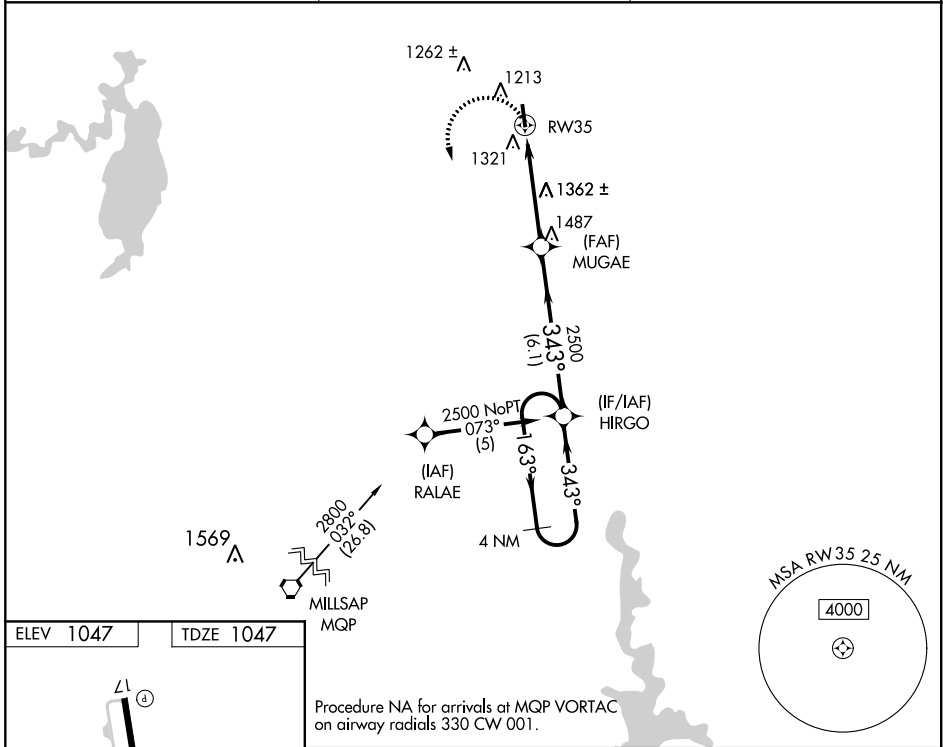 1262 ±
1213
RW35
1321
1362 ±
1487
(FAF)
MUGAE
2500
343°
(6.1)
(IF/IAF)
HIRGO
2500 NoPT
073°
(5)
(IAF)
RALAE
163°
343°
4 NM
2800
032°
(26.8)
1569
MILLSAP
MQP
MSA RW35 25 NM
4000
ELEV 1047
TDZE 1047
17
P
Procedure NA for arrivals at MQP VORTAC
on airway radials 330 CW 001.